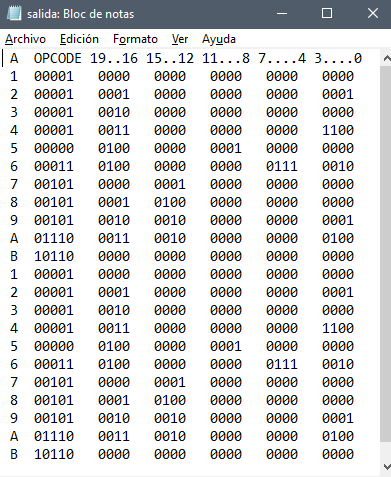 salida: Bloc de notas
Archivo Edición Formato Ver Ayuda
A OPCODE 19..16 15..12 11...8 7....4 3....0
1 00001 0000 0000 0000 0000 0000
2 00001 0001 0000 0000 0000 0001
3 00001 0010 0000 0000 0000 0000
4 00001 0011 0000 0000 0000 1100
5 00000 0100 0000 0001 0000 0000
6 00011 0100 0000 0000 0111 0010
7 00101 0000 0001 0000 0000 0000
8 00101 0001 0100 0000 0000 0000
9 00101 0010 0010 0000 0000 0001
A 01110 0011 0010 0000 0000 0100
B 10110 0000 0000 0000 0000 0000
1 00001 0000 0000 0000 0000 0000
2 00001 0001 0000 0000 0000 0001
3 00001 0010 0000 0000 0000 0000
4 00001 0011 0000 0000 0000 1100
5 00000 0100 0000 0001 0000 0000
6 00011 0100 0000 0000 0111 0010
7 00101 0000 0001 0000 0000 0000
8 00101 0001 0100 0000 0000 0000
9 00101 0010 0010 0000 0000 0001
A 01110 0011 0010 0000 0000 0100
B 10110 0000 0000 0000 0000 0000